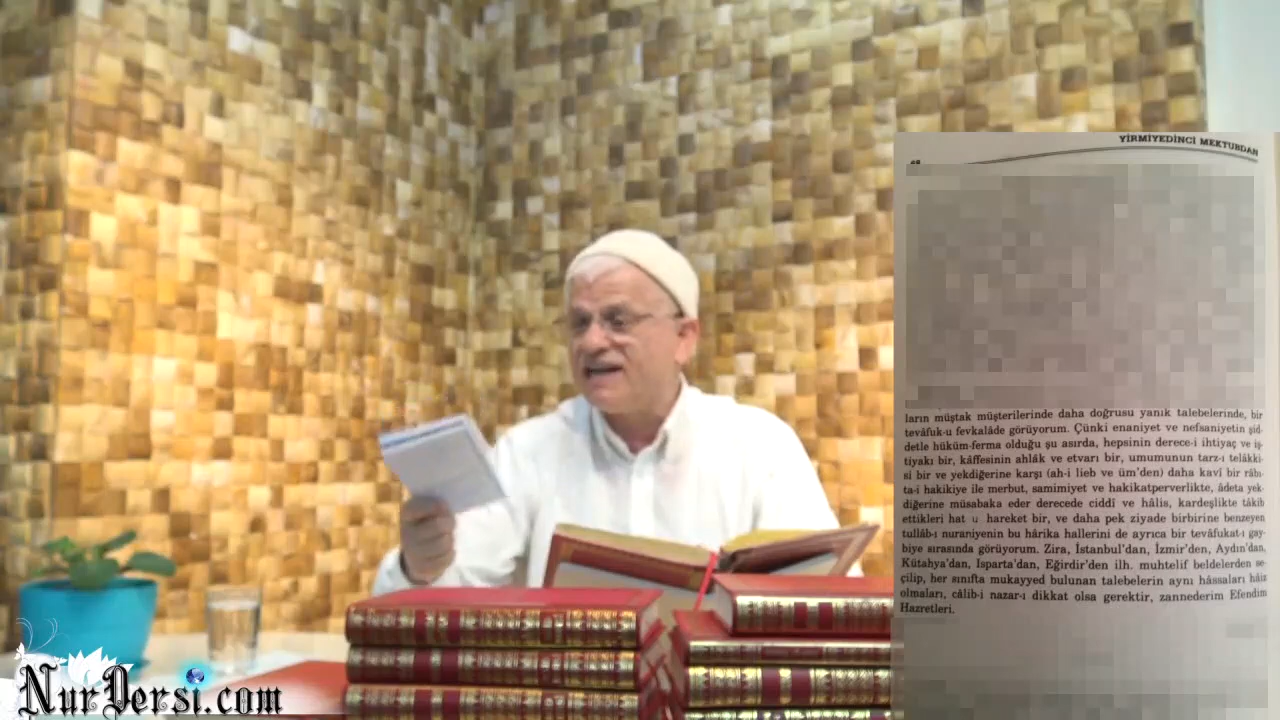 YİRMİYEDİNCİ MEKTUBDAN
ların müştak müşterilerinde daha doğrusu yanık talebelerinde, bir
tevâfuk-u fevkalâde görüyorum. Çünki enaniyet ve nefsaniyetin şid-
detle hüküm-ferma olduğu şu asırda, hepsinin derece-i ihtiyaç ve iş-
tiyakı bir, kâffesinin ahlâk ve etvarı bir, umumunun tarz-ı telâkki-
si bir ve yekdiğerine karşı (ah-i lieb ve üm'den) daha kavî bir râbı-
ta-i hakikiye ile merbut, samimiyet ve hakikatperverlikte, âdeta yek-
diğerine müsabaka eder derecede ciddî ve hâlis, kardeşlikte tâkib
ettikleri hat u hareket bir, ve daha pek ziyade birbirine benzeyen
tullâb-ı nuraniyenin bu hârika hallerini de ayrıca bir tevâfukat-ı gay-
biye sırasında görüyorum. Zira, İstanbul'dan, İzmir'den, Aydın'dan,
Kütahya'dan, Isparta'dan, Eğirdir'den ilh. muhtelif beldelerden se-
çilip, her sınıfta mukayyed bulunan talebelerin aynı hâssaları hâiz
olmaları, câlib-i nazar-ı dikkat olsa gerektir, zannederim Efendim
Hazretleri.
NurDersi.com